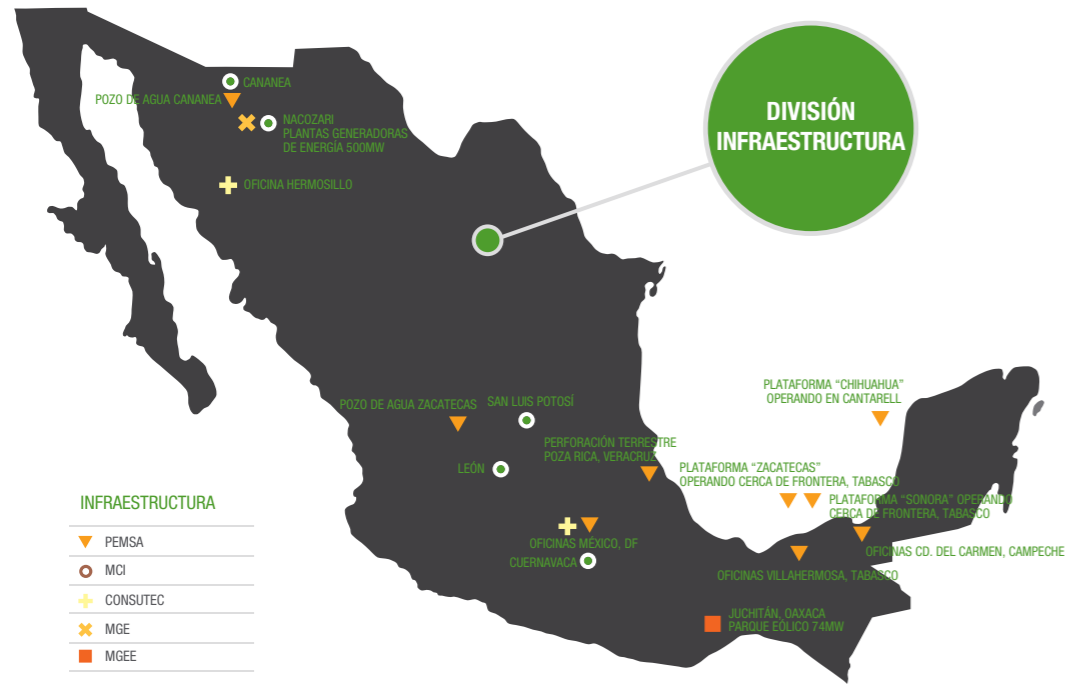 CANANEA
POZO DE AGUA CANANEA
NACOZARI
PLANTAS GENERADORAS
DE ENERGÍA 500MW
OFICINA HERMOSILLO
DIVISIÓN
INFRAESTRUCTURA
PLATAFORMA “CHIHUAHUA”
OPERANDO EN CANTARELL
POZO DE AGUA ZACATECAS
SAN LUIS POTOSÍ
PERFORACIÓN TERRESTRE
POZA RICA, VERACRUZ
LEÓN
PLATAFORMA “ZACATECAS”
OPERANDO CERCA DE FRONTERA, TABASCO
PLATAFORMA “SONORA” OPERANDO
CERCA DE FRONTERA, TABASCO
OFICINAS MÉXICO, DF
CUERNAVACA
OFICINAS CD. DEL CARMEN, CAMPECHE
OFICINAS VILLAHERMOSA, TABASCO
JUCHITÁN, OAXACA
PARQUE EÓLICO 74MW
INFRAESTRUCTURA
PEMSA
MCI
CONSUTEC
MGE
MGEE